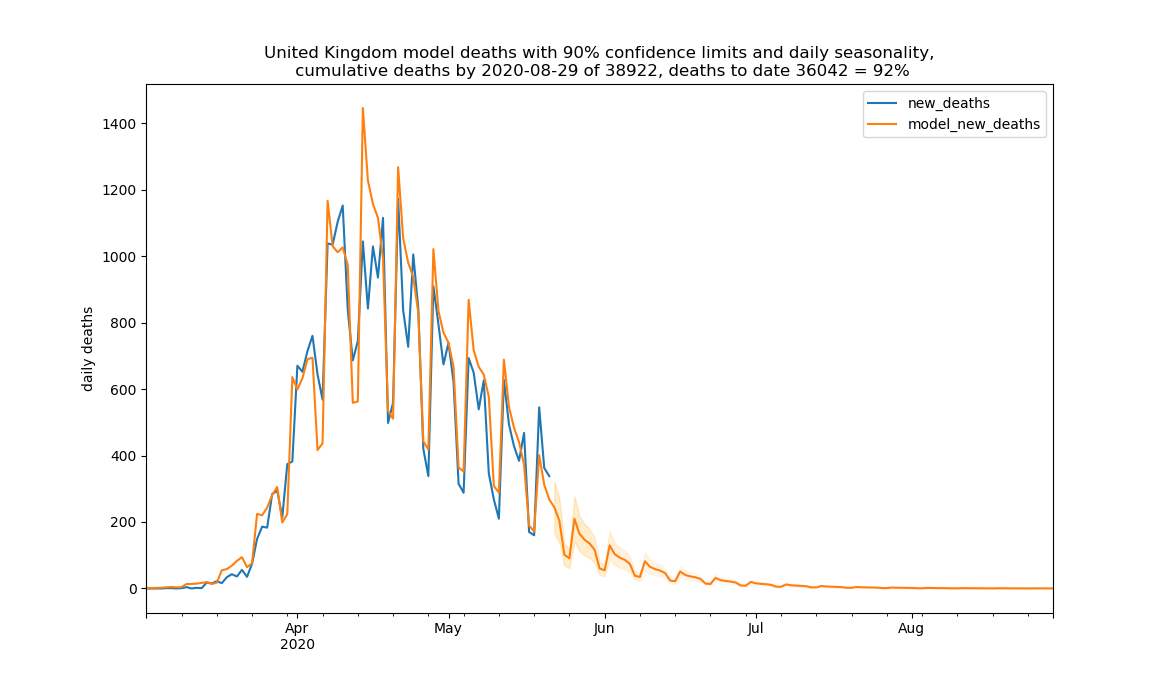 United Kingdom model deaths with 90% confidence limits and daily seasonality,
cumulative deaths by 2020-08-29 of 38922, deaths to date 36042 = 92%
new_deaths
model_new_deaths
daily deaths
1400
1200
1000
800
600
400
200
0
Apr
2020
May
Jun
Jul
Aug